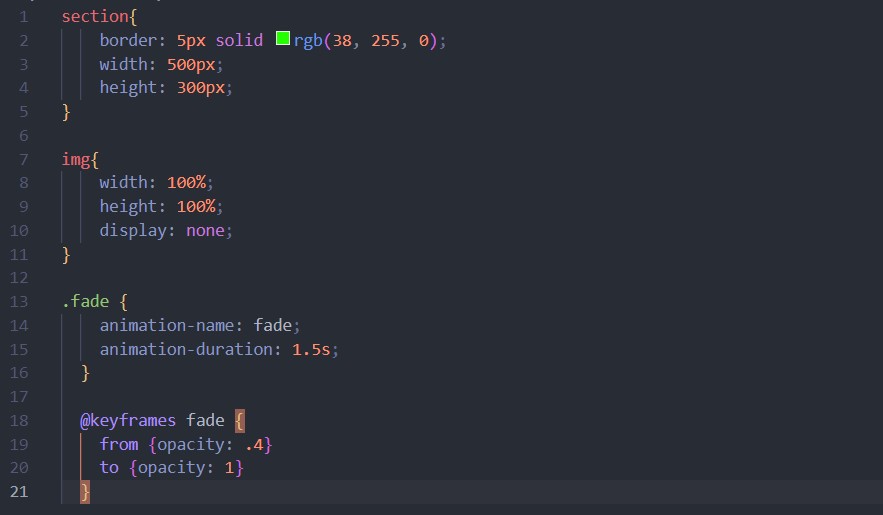 1 section{
2 border: 5px solid rgb(38, 255, 0);
3 width: 500px;
4 height: 300px;
5 }
6
7 img{
8 width: 100%;
9 height: 100%;
10 display: none;
11 }
12
13 .fade {
14 animation-name: fade;
15 animation-duration: 1.5s;
16 }
17
18 @keyframes fade {
19 from {opacity: .4}
20 to {opacity: 1}
21 }